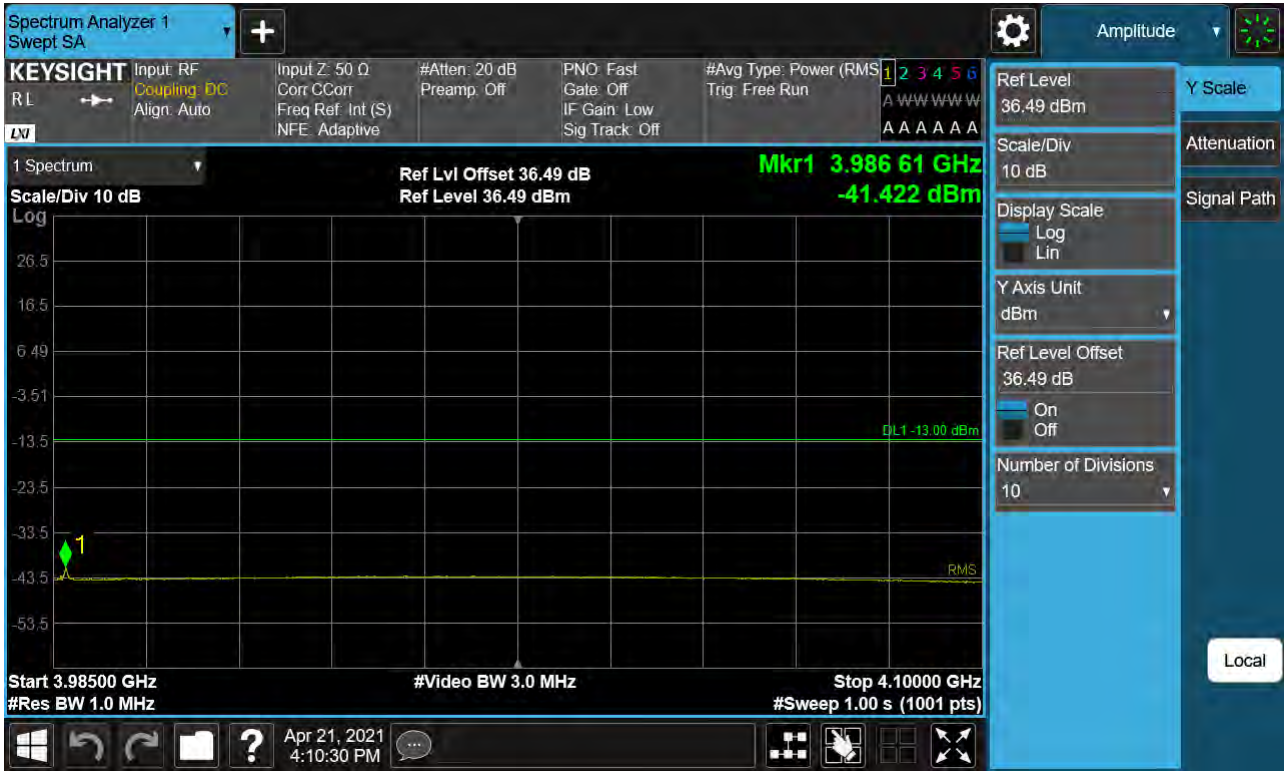 Spectrum Analyzer 1
Swept SA
Amplitude
KEYSIGHT
RL
LXI
Input: RF
Coupling: DC
Align: Auto
Input Z: 50 Ω
Corr CCorr
Freq Ref: Int (S)
NFE: Adaptive
#Atten: 20 dB
Preamp: Off
PNO: Fast
Gate: Off
IF Gain: Low
Sig Track: Off
#Avg Type: Power (RMS
Trig: Free Run
1 2 3 4 5 6
A W W W W W
A A A A A A
1 Spectrum
Scale/Div 10 dB
Log
Ref Lvl Offset 36.49 dB
Ref Level 36.49 dBm
Mkr1 3.986 61 GHz
-41.422 dBm
26.5
16.5
6.49
-3.51
-13.5
-23.5
-33.5
-43.5
-53.5
DL1 -13.00 dBm
1
RMS
Start 3.98500 GHz
#Res BW 1.0 MHz
#Video BW 3.0 MHz
Stop 4.10000 GHz
#Sweep 1.00 s (1001 pts)
Ref Level
36.49 dBm
Scale/Div
10 dB
Display Scale
Log
Lin
Y Axis Unit
dBm
Ref Level Offset
36.49 dB
On
Off
Number of Divisions
10
Y Scale
Attenuation
Signal Path
Local
?
Apr 21, 2021
4:10:30 PM